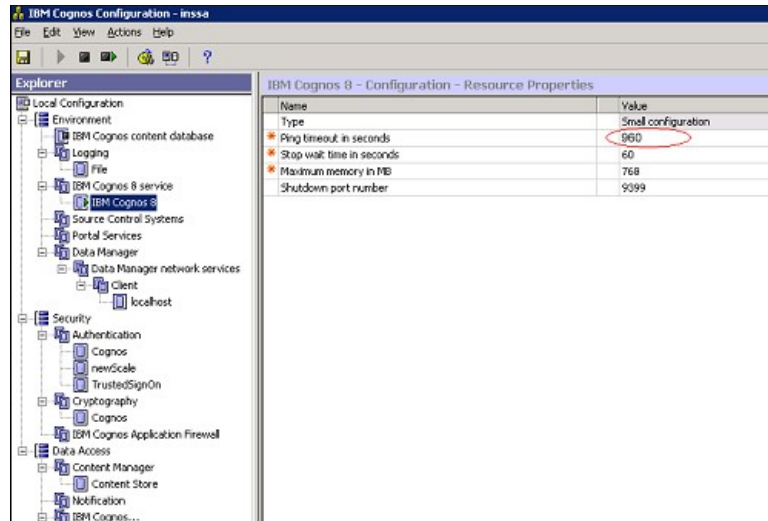 IBM Cognos Configuration - inssa
File Edit View Actions Help
Explorer
Local Configuration
Environment
IBM Cognos content database
Logging
File
IBM Cognos 8 service
IBM Cognos 8
Source Control Systems
Portal Services
Data Manager
Data Manager network services
Client
localhost
Security
Authentication
Cognos
newScale
TrustedSignOn
Cryptography
Cognos
IBM Cognos Application Firewall
Data Access
Content Manager
Content Store
Notification
IBM Cognos...
IBM Cognos 8 - Configuration - Resource Properties
Name Value
Type Small configuration
* Ping timeout in seconds 960
* Stop wait time in seconds 60
* Maximum memory in MB 768
Shutdown port number 9399